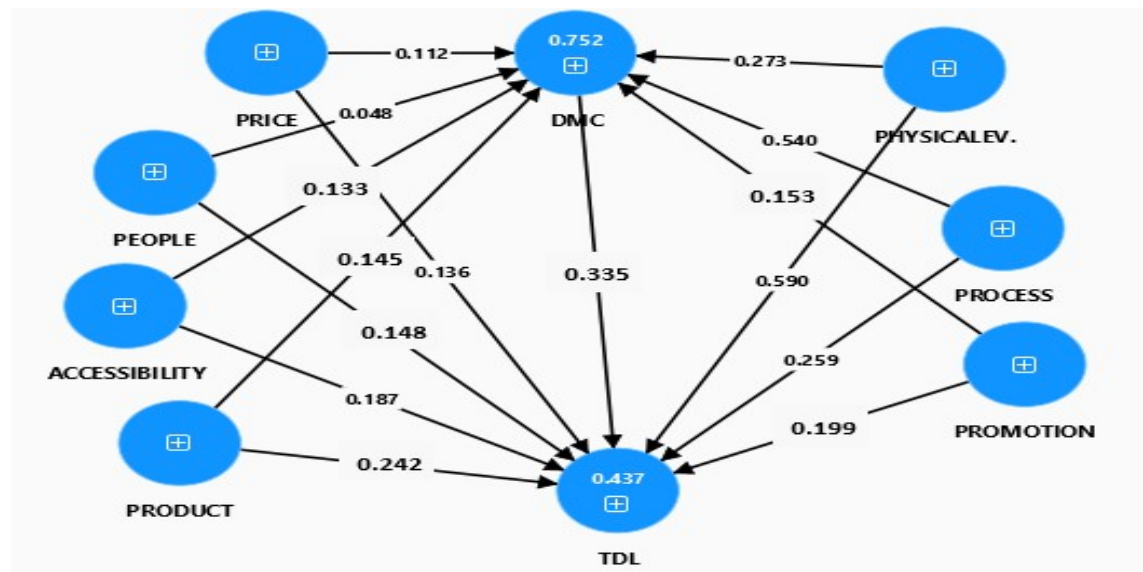 0.752
0.112
0.273
PRICE
DMC
PHYSICALEV.
0.048
0.540
0.133
0.153
PEOPLE
0.145
0.136
0.335
0.590
PROCESS
ACCESSIBILITY
0.148
0.259
0.187
0.199
PROMOTION
0.242
0.437
PRODUCT
TDL